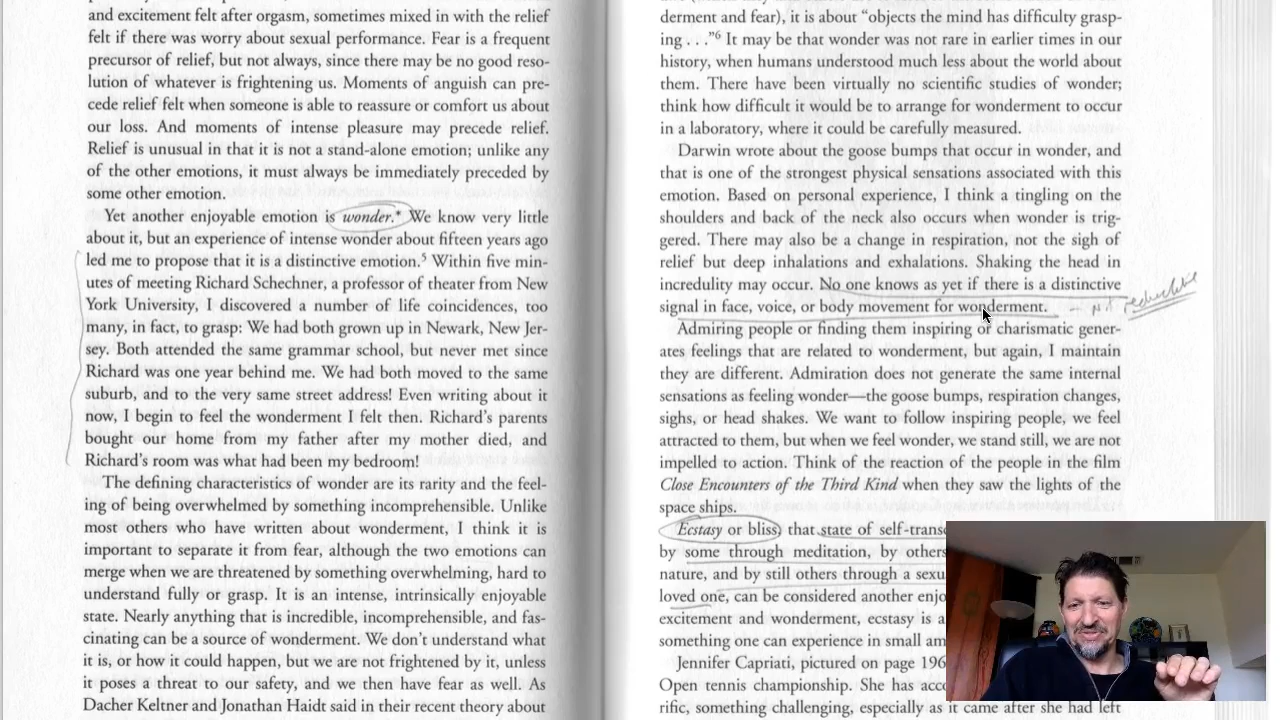 and excitement felt after orgasm, sometimes mixed in with the relief
felt if there was worry about sexual performance. Fear is a frequent
precursor of relief, but not always, since there may be no good reso-
lution of whatever is frightening us. Moments of anguish can pre-
cede relief felt when someone is able to reassure or comfort us about
our loss. And moments of intense pleasure may precede relief.
Relief is unusual in that it is not a stand-alone emotion; unlike any
of the other emotions, it must always be immediately preceded by
some other emotion.
Yet another enjoyable emotion is wonder.* We know very little
about it, but an experience of intense wonder about fifteen years ago
led me to propose that it is a distinctive emotion.⁵ Within five min-
utes of meeting Richard Schechner, a professor of theater from New
York University, I discovered a number of life coincidences, too
many, in fact, to grasp: We had both grown up in Newark, New Jer-
sey. Both attended the same grammar school, but never met since
Richard was one year behind me. We had both moved to the same
suburb, and to the very same street address! Even writing about it
now, I begin to feel the wonderment I felt then. Richard's parents
bought our home from my father after my mother died, and
Richard's room was what had been my bedroom!
The defining characteristics of wonder are its rarity and the feel-
ing of being overwhelmed by something incomprehensible. Unlike
most others who have written about wonderment, I think it is
important to separate it from fear, although the two emotions can
merge when we are threatened by something overwhelming, hard to
understand fully or grasp. It is an intense, intrinsically enjoyable
state. Nearly anything that is incredible, incomprehensible, and fas-
cinating can be a source of wonderment. We don't understand what
it is, or how it could happen, but we are not frightened by it, unless
it poses a threat to our safety, and we then have fear as well. As
Dacher Keltner and Jonathan Haidt said in their recent theory about
derment and fear), it is about "objects the mind has difficulty grasp-
ing . . ."⁶ It may be that wonder was not rare in earlier times in our
history, when humans understood much less about the world about
them. There have been virtually no scientific studies of wonder;
think how difficult it would be to arrange for wonderment to occur
in a laboratory, where it could be carefully measured.
Darwin wrote about the goose bumps that occur in wonder, and
that is one of the strongest physical sensations associated with this
emotion. Based on personal experience, I think a tingling on the
shoulders and back of the neck also occurs when wonder is trig-
gered. There may also be a change in respiration, not the sigh of
relief but deep inhalations and exhalations. Shaking the head in
incredulity may occur. No one knows as yet if there is a distinctive
signal in face, voice, or body movement for wonderment.
Admiring people or finding them inspiring or charismatic gener-
ates feelings that are related to wonderment, but again, I maintain
they are different. Admiration does not generate the same internal
sensations as feeling wonder—the goose bumps, respiration changes,
sighs, or head shakes. We want to follow inspiring people, we feel
attracted to them, but when we feel wonder, we stand still, we are not
impelled to action. Think of the reaction of the people in the film
Close Encounters of the Third Kind when they saw the lights of the
space ships.
Ecstasy or bliss, that state of self-trans
by some through meditation, by others
nature, and by still others through a sexu
loved one, can be considered another enjo
excitement and wonderment, ecstasy is a
something one can experience in small am
Jennifer Capriati, pictured on page 196
Open tennis championship. She has acc
rific, something challenging, especially as it came after she had left